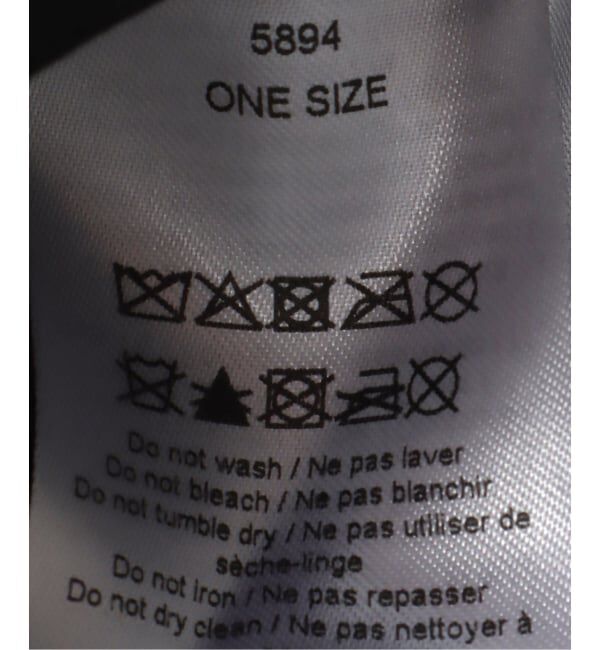 5894
ONE SIZE
Do not wash / Ne pas laver
Do not bleach / Ne pas blanchir
Do not tumble dry / Ne pas utiliser de
sèche-linge
Do not iron / Ne pas repasser
Do not dry clean / Ne pas nettoyer à